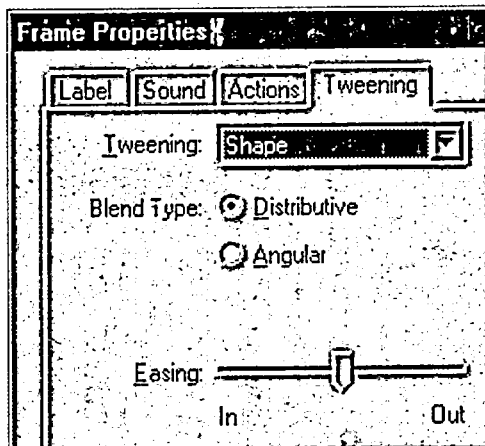 Frame Properties
Label Sound Actions Tweening
Tweening: Shape
Blend Type: Distributive
Angular
Easing:
In Out